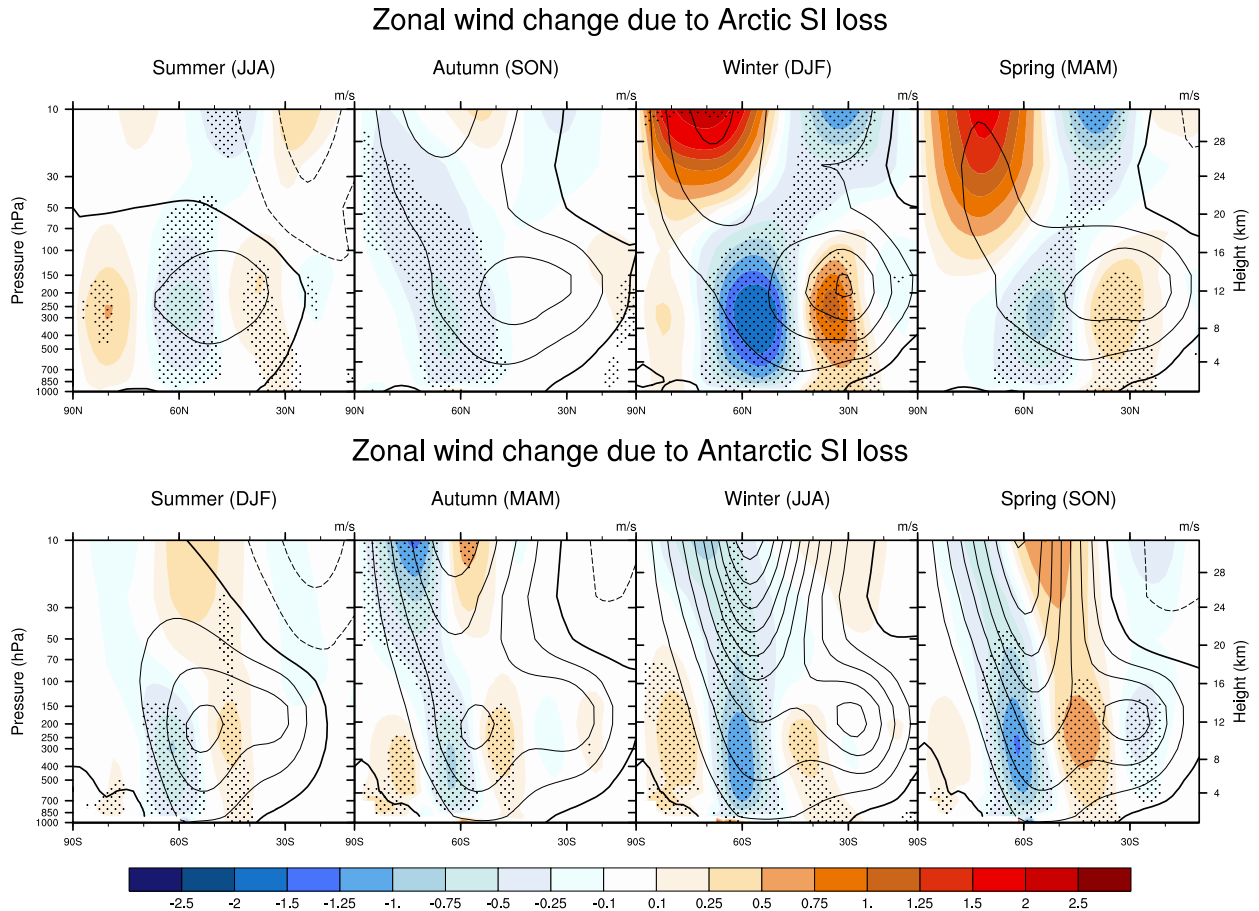 Zonal wind change due to Arctic SI loss
Summer (JJA) Autumn (SON) Winter (DJF) Spring (MAM)
m/s m/s m/s m/s
10 30 50 70 100 150 200 250 300 400 500 700 850 1000
Pressure (hPa)
28 24 20 16 12 8 4
Height (km)
90N 60N 30N 90N 60N 30N 90N 60N 30N 90N 60N 30N
Zonal wind change due to Antarctic SI loss
Summer (DJF) Autumn (MAM) Winter (JJA) Spring (SON)
m/s m/s m/s m/s
10 30 50 70 100 150 200 250 300 400 500 700 850 1000
Pressure (hPa)
28 24 20 16 12 8 4
Height (km)
90S 60S 30S 90S 60S 30S 90S 60S 30S 90S 60S 30S
-2.5 -2 -1.5 -1.25 -1. -0.75 -0.5 -0.25 -0.1 0.1 0.25 0.5 0.75 1. 1.25 1.5 2 2.5